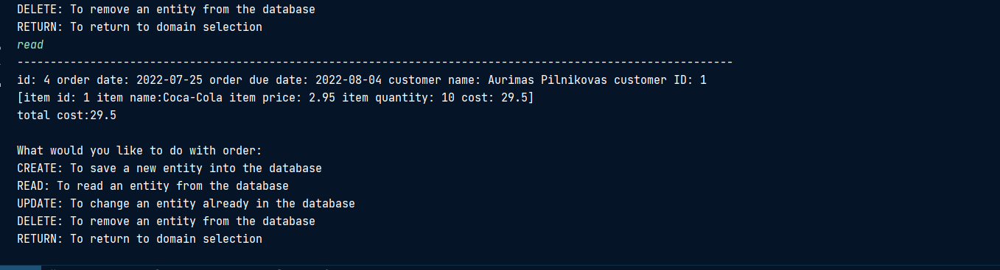 DELETE: To remove an entity from the database
RETURN: To return to domain selection
read
------------------------------------------------------------------------------------------------------------
id: 4 order date: 2022-07-25 order due date: 2022-08-04 customer name: Aurimas Pilnikovas customer ID: 1
[item id: 1 item name:Coca-Cola item price: 2.95 item quantity: 10 cost: 29.5]
total cost:29.5
What would you like to do with order:
CREATE: To save a new entity into the database
READ: To read an entity from the database
UPDATE: To change an entity already in the database
DELETE: To remove an entity from the database
RETURN: To return to domain selection